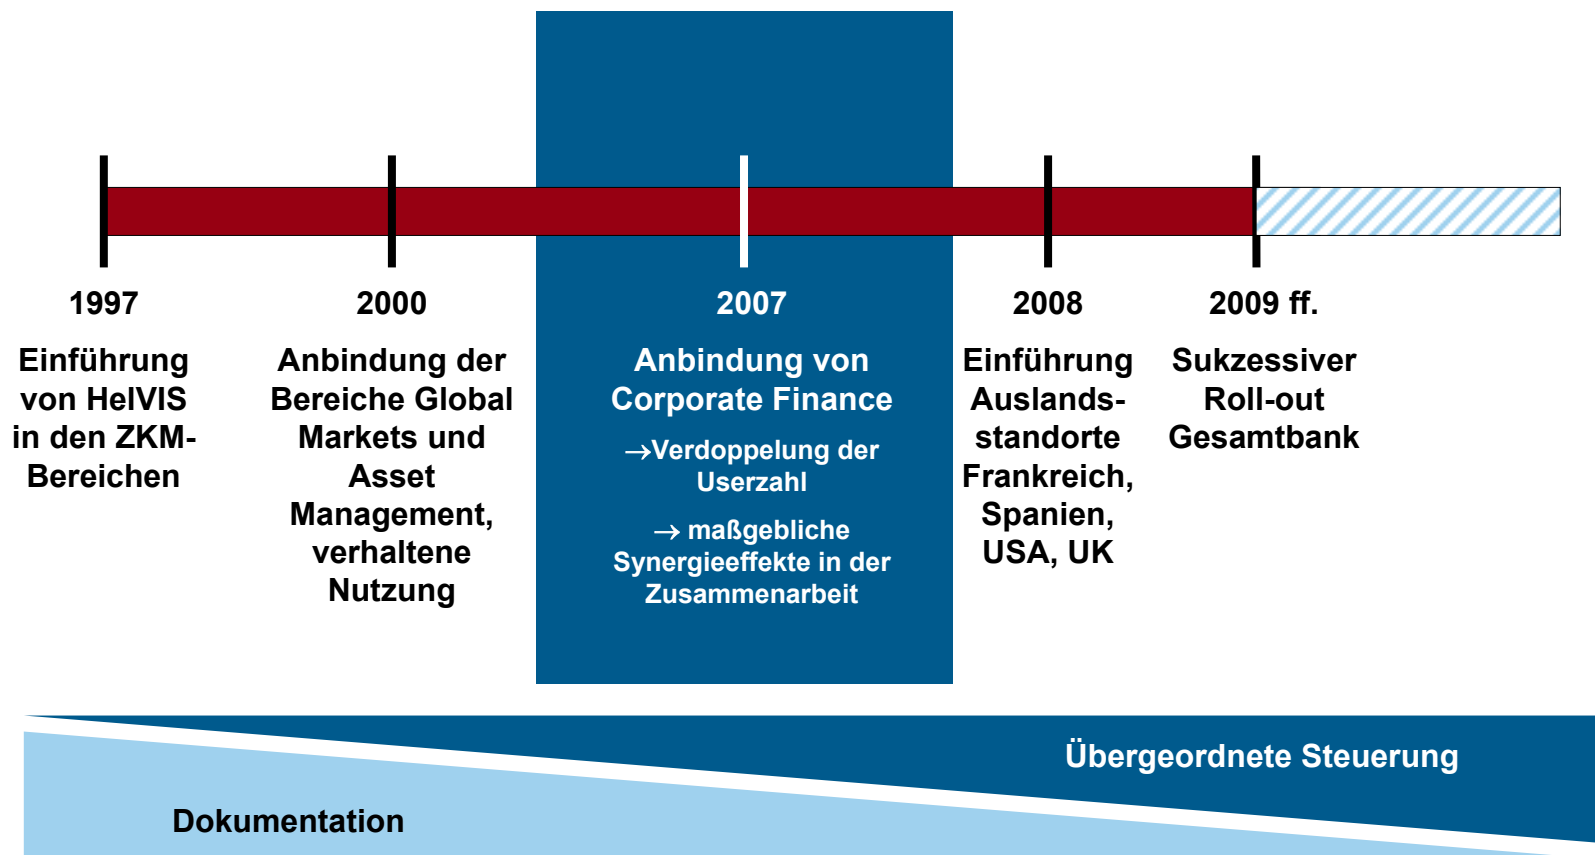 1997
Einführung
von HelVIS
in den ZKM-
Bereichen
2000
Anbindung der
Bereiche Global
Markets und
Asset
Management,
verhaltene
Nutzung
2007
Anbindung von
Corporate Finance
→Verdoppelung der
Userzahl
→ maßgebliche
Synergieeffekte in der
Zusammenarbeit
2008
Einführung
Auslands-
standorte
Frankreich,
Spanien,
USA, UK
2009 ff.
Sukzessiver
Roll-out
Gesamtbank
Übergeordnete Steuerung
Dokumentation